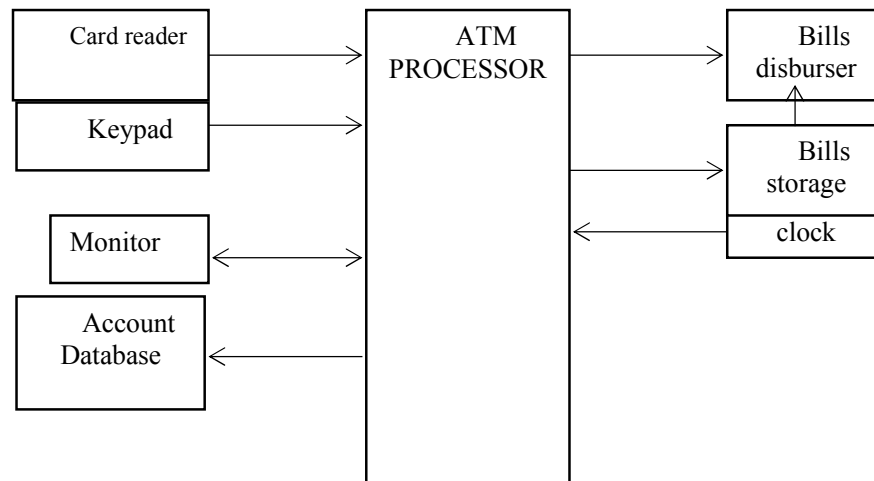 Card reader
Keypad
Monitor
Account
Database
ATM
PROCESSOR
Bills
disburser
Bills
storage
clock